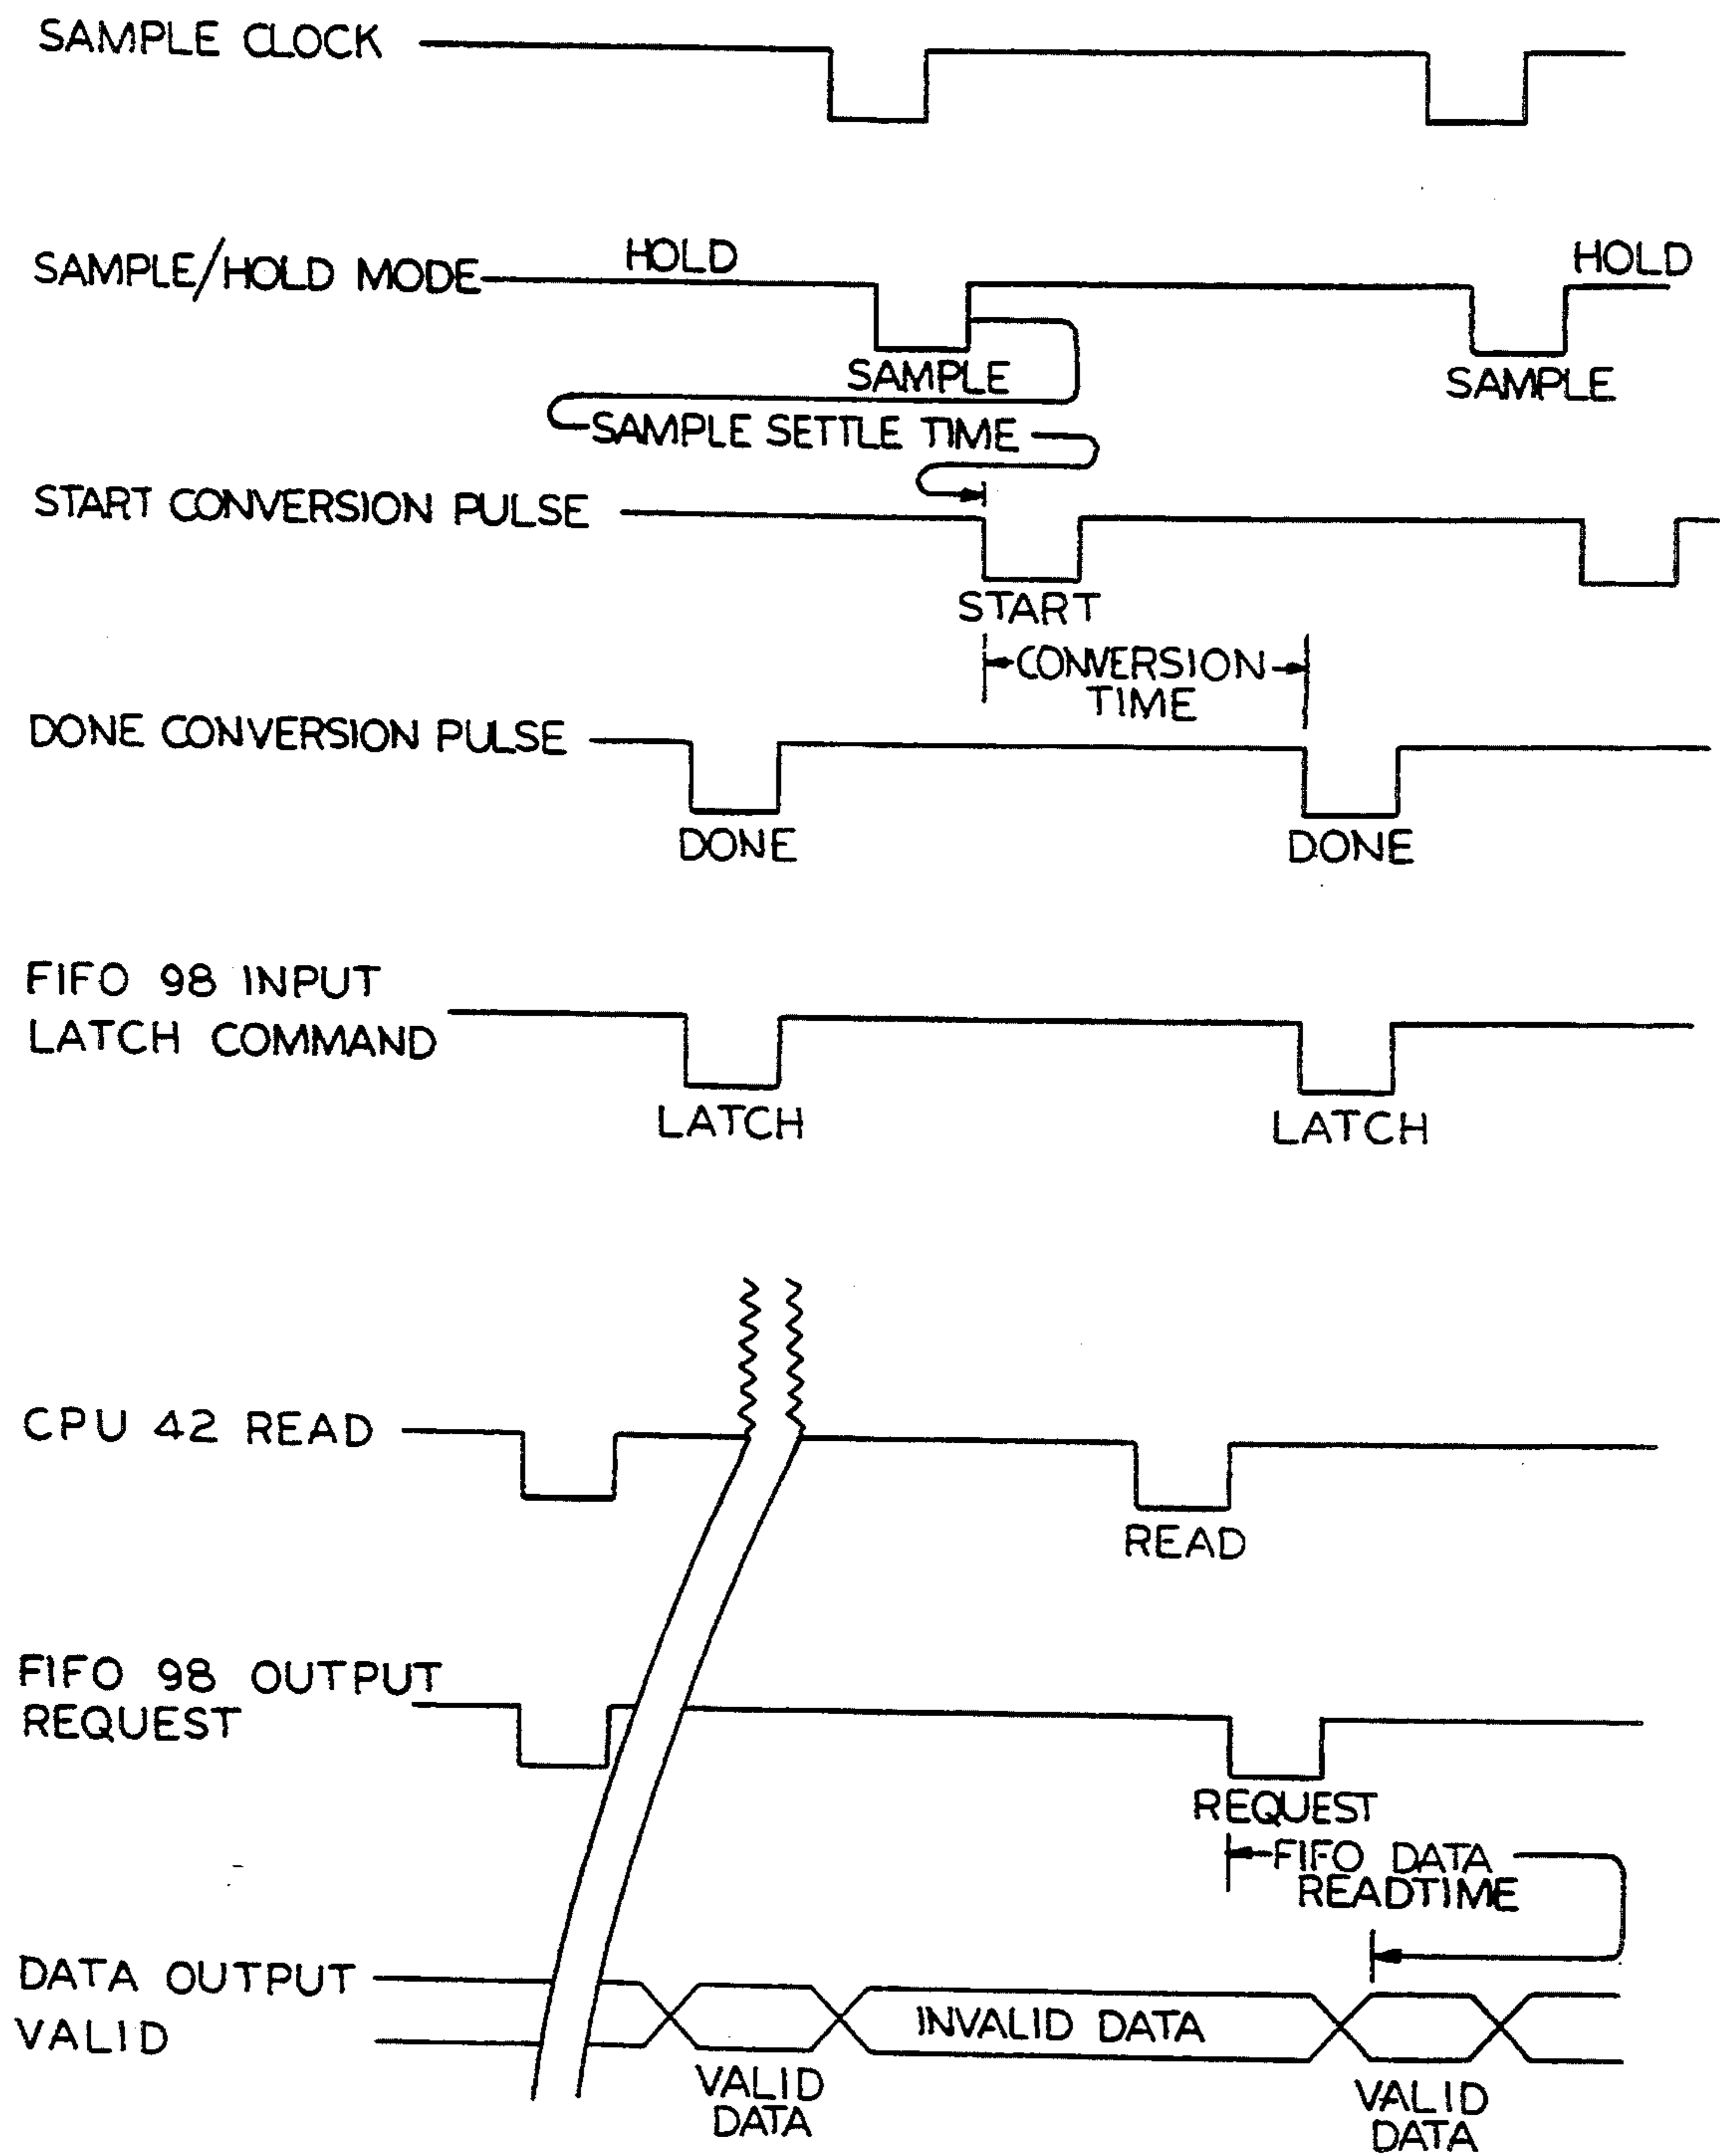 SAMPLE CLOCK
SAMPLE/HOLD MODE
HOLD
HOLD
SAMPLE
SAMPLE
SAMPLE SETTLE TIME
START CONVERSION PULSE
START
CONVERSION
TIME
DONE CONVERSION PULSE
DONE
DONE
FIFO 98 INPUT
LATCH COMMAND
LATCH
LATCH
CPU 42 READ
READ
FIFO 98 OUTPUT
REQUEST
REQUEST
FIFO DATA
READTIME
DATA OUTPUT
VALID
INVALID DATA
VALID
DATA
VALID
DATA